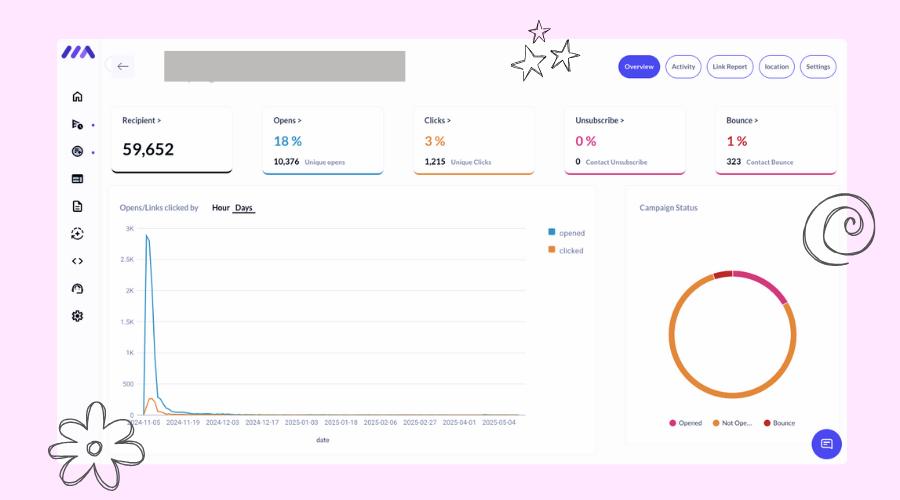 Overview
Activity
Link Report
location
Settings
Recipient >
59,652
Opens >
18 %
10,376 Unique opens
Clicks >
3 %
1,215 Unique Clicks
Unsubscribe >
0 %
0 Contact Unsubscribe
Bounce >
1 %
323 Contact Bounce
Opens/Links clicked by Hour Days
3K
2.5K
2K
1.5K
1K
500
0
opened
clicked
2024-11-05 2024-11-19 2024-12-03 2024-12-17 2025-01-03 2025-01-18 2025-02-06 2025-02-27 2025-04-01 2025-05-04
date
Campaign Status
Opened Not Ope... Bounce